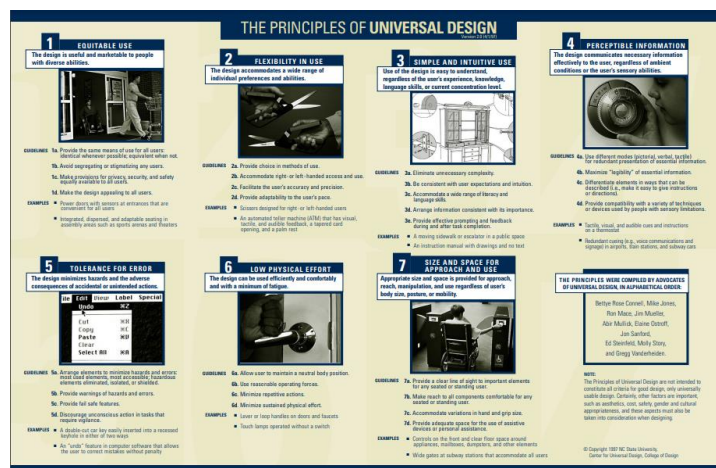 THE PRINCIPLES OF UNIVERSAL DESIGN
Version 2.0 (4/1/97)
1
EQUITABLE USE
The design is useful and marketable to people
with diverse abilities.
GUIDELINES
1a. Provide the same means of use for all users:
identical whenever possible; equivalent when not.
1b. Avoid segregating or stigmatizing any users.
1c. Make provisions for privacy, security, and safety
equally available to all users.
1d. Make the design appealing to all users.
EXAMPLES
Power doors with sensors at entrances that are
convenient for all users
Integrated, dispersed, and adaptable seating in
assembly areas such as sports arenas and theaters
2
FLEXIBILITY IN USE
The design accommodates a wide range of
individual preferences and abilities.
GUIDELINES
2a. Provide choice in methods of use.
2b. Accommodate right- or left-handed access and use.
2c. Facilitate the user's accuracy and precision.
2d. Provide adaptability to the user's pace.
EXAMPLES
Scissors designed for right- or left-handed users
An automated teller machine (ATM) that has visual,
tactile, and audible feedback, a tapered card
opening, and a palm rest
3
SIMPLE AND INTUITIVE USE
Use of the design is easy to understand,
regardless of the user's experience, knowledge,
language skills, or current concentration level.
GUIDELINES
3a. Eliminate unnecessary complexity.
3b. Be consistent with user expectations and intuition.
3c. Accommodate a wide range of literacy and
language skills.
3d. Arrange information consistent with its importance.
3e. Provide effective prompting and feedback
during and after task completion.
EXAMPLES
A moving sidewalk or escalator in a public space
An instruction manual with drawings and no text
4
PERCEPTIBLE INFORMATION
The design communicates necessary information
effectively to the user, regardless of ambient
conditions or the user's sensory abilities.
GUIDELINES
4a. Use different modes (pictorial, verbal, tactile)
for redundant presentation of essential information.
4b. Maximize "legibility" of essential information.
4c. Differentiate elements in ways that can be
described (i.e., make it easy to give instructions
or directions).
4d. Provide compatibility with a variety of techniques
or devices used by people with sensory limitations.
EXAMPLES
Tactile, visual, and audible cues and instructions
on a thermostat
Redundant cueing (e.g., voice communications and
signage) in airports, train stations, and subway cars
5
TOLERANCE FOR ERROR
The design minimizes hazards and the adverse
consequences of accidental or unintended actions.
ile Edit View Label Special
Undo ⌘Z
Cut ⌘X
Copy ⌘C
Paste ⌘V
Clear
Select All ⌘A
GUIDELINES
5a. Arrange elements to minimize hazards and errors:
most used elements, most accessible; hazardous
elements eliminated, isolated, or shielded.
5b. Provide warnings of hazards and errors.
5c. Provide fail safe features.
5d. Discourage unconscious action in tasks that
require vigilance.
EXAMPLES
A double-cut car key easily inserted into a recessed
keyhole in either of two ways
An "undo" feature in computer software that allows
the user to correct mistakes without penalty
6
LOW PHYSICAL EFFORT
The design can be used efficiently and comfortably
and with a minimum of fatigue.
GUIDELINES
6a. Allow user to maintain a neutral body position.
6b. Use reasonable operating forces.
6c. Minimize repetitive actions.
6d. Minimize sustained physical effort.
EXAMPLES
Lever or loop handles on doors and faucets
Touch lamps operated without a switch
7
SIZE AND SPACE FOR
APPROACH AND USE
Appropriate size and space is provided for approach,
reach, manipulation, and use regardless of user's
body size, posture, or mobility.
GUIDELINES
7a. Provide a clear line of sight to important elements
for any seated or standing user.
7b. Make reach to all components comfortable for any
seated or standing user.
7c. Accommodate variations in hand and grip size.
7d. Provide adequate space for the use of assistive
devices or personal assistance.
EXAMPLES
Controls on the front and clear floor space around
appliances, mailboxes, dumpsters, and other elements
Wide gates at subway stations that accommodate all users
THE PRINCIPLES WERE COMPILED BY ADVOCATES
OF UNIVERSAL DESIGN, IN ALPHABETICAL ORDER:
Bettye Rose Connell, Mike Jones,
Ron Mace, Jim Mueller,
Abir Mullick, Elaine Ostroff,
Jon Sanford,
Ed Steinfeld, Molly Story,
and Gregg Vanderheiden
NOTE:
The Principles of Universal Design are not intended to
constitute all criteria for good design, only universally
usable design. Certainly, other factors are important,
such as aesthetics, cost, safety, gender and cultural
appropriateness, and these aspects must also be
taken into consideration when designing.
© Copyright 1997 NC State University,
Center for Universal Design, College of Design